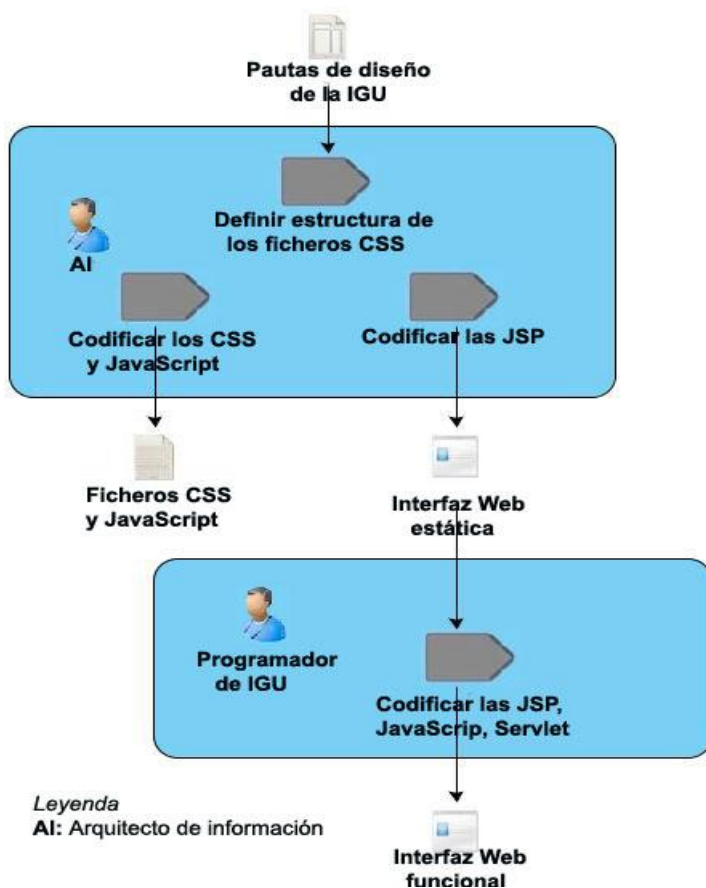 Pautas de diseño
de la IGU
Definir estructura de
los ficheros CSS
AI
Codificar los CSS
y JavaScript
Codificar las JSP
Ficheros CSS
y JavaScript
Interfaz Web
estática
Programador
de IGU
Codificar las JSP,
JavaScrip, Servlet
Leyenda
AI: Arquitecto de información
Interfaz Web
funcional